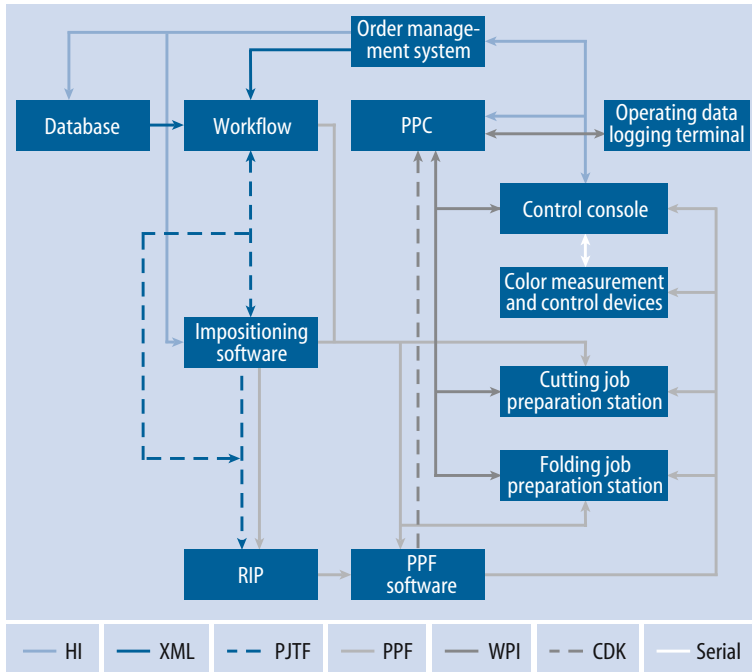 Order manage-
ment system
Database
Workflow
PPC
Operating data
logging terminal
Control console
Color measurement
and control devices
Impositioning
software
Cutting job
preparation station
Folding job
preparation station
RIP
PPF
software
HI
XML
PJTF
PPF
WPI
CDK
Serial